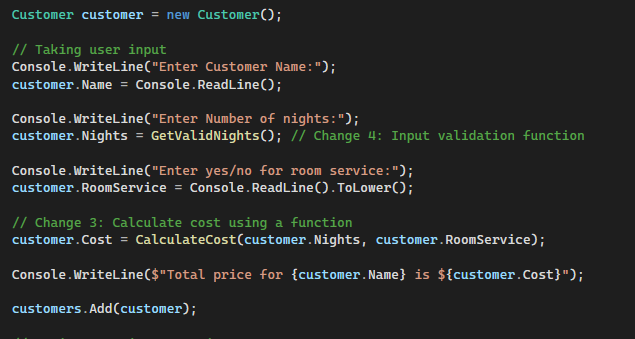 Customer customer = new Customer();
// Taking user input
Console.WriteLine("Enter Customer Name:");
customer.Name = Console.ReadLine();
Console.WriteLine("Enter Number of nights:");
customer.Nights = GetValidNights(); // Change 4: Input validation function
Console.WriteLine("Enter yes/no for room service:");
customer.RoomService = Console.ReadLine().ToLower();
// Change 3: Calculate cost using a function
customer.Cost = CalculateCost(customer.Nights, customer.RoomService);
Console.WriteLine($"Total price for {customer.Name} is ${customer.Cost}");
customers.Add(customer);